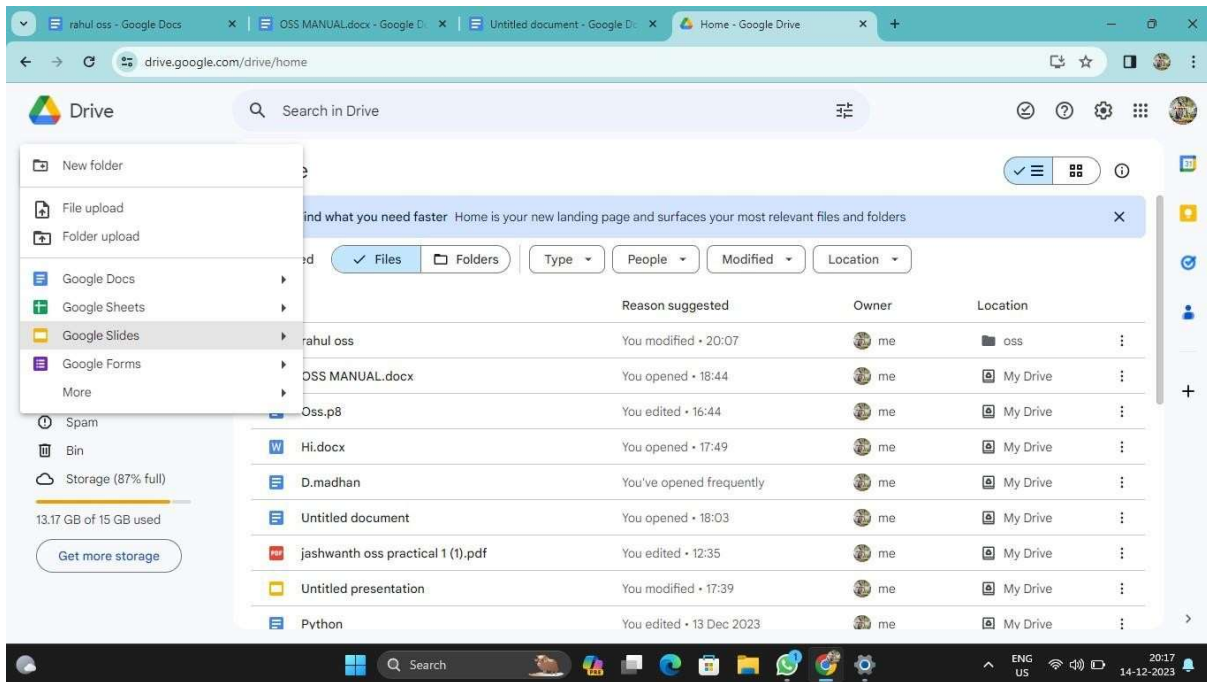 rahul oss - Google Docs
OSS MANUAL.docx - Google D
Untitled document - Google D
Home - Google Drive
drive.google.com/drive/home
Drive
Search in Drive
New folder
File upload
Folder upload
Google Docs
Google Sheets
Google Slides
Google Forms
More
Spam
Bin
Storage (87% full)
13.17 GB of 15 GB used
Get more storage
ind what you need faster Home is your new landing page and surfaces your most relevant files and folders
ed Files Folders Type People Modified Location
Reason suggested Owner Location
rahul oss You modified • 20:07 me oss
OSS MANUAL.docx You opened • 18:44 me My Drive
Oss.p8 You edited • 16:44 me My Drive
W Hi.docx You opened • 17:49 me My Drive
D.madhan You've opened frequently me My Drive
Untitled document You opened • 18:03 me My Drive
PDF jashwanth oss practical 1 (1).pdf You edited • 12:35 me My Drive
Untitled presentation You modified • 17:39 me My Drive
Python You edited • 13 Dec 2023 me My Drive
31
Search
PRE
ENG
US
20:17
14-12-2023